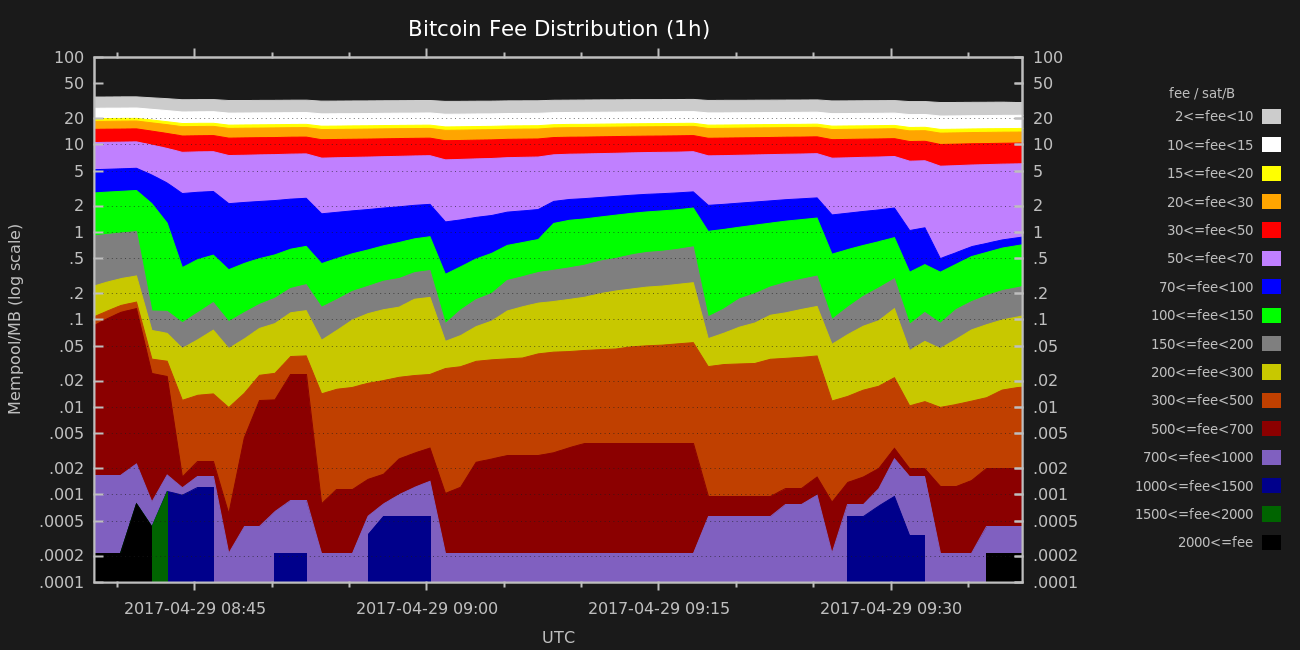 Bitcoin Fee Distribution (1h)
100
50
20
10
5
2
1
.5
.2
.1
.05
.02
.01
.005
.002
.001
.0005
.0002
.0001
Mempool/MB (log scale)
100
50
20
10
5
2
1
.5
.2
.1
.05
.02
.01
.005
.002
.001
.0005
.0002
.0001
2017-04-29 08:45
2017-04-29 09:00
2017-04-29 09:15
2017-04-29 09:30
UTC
fee / sat/B
2<=fee<10
10<=fee<15
15<=fee<20
20<=fee<30
30<=fee<50
50<=fee<70
70<=fee<100
100<=fee<150
150<=fee<200
200<=fee<300
300<=fee<500
500<=fee<700
700<=fee<1000
1000<=fee<1500
1500<=fee<2000
2000<=fee